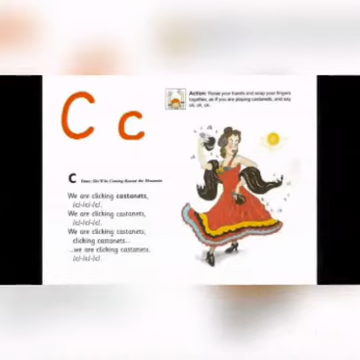 C c
Action: Raise your hands and snap your fingers
together, as if you are playing castanets, and say
ck, ck, ck.
C Tune: She'll be Coming Round the Mountain
We are clicking castanets,
/c/-/c/-/c/.
We are clicking castanets,
/c/-/c/-/c/.
We are clicking castanets,
clicking castanets...
...we are clicking castanets.
/c/-/c/-/c/.